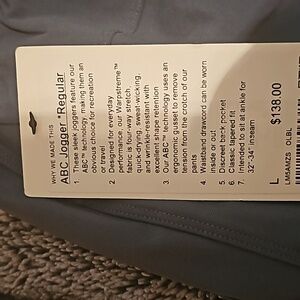 WHY WE MADE THIS
ABC Jogger *Regular
1 These sleek joggers feature our
ABC™ technology, making them an
obvious choice for recreation
or travel
2 Designed for everyday
performance, our Warpstreme™
fabric is four-way stretch,
quick-drying, sweat-wicking,
and wrinkle-resistant with
excellent shape retention
3 Our ABC™ technology uses an
ergonomic gusset to remove
tension from the crotch of our
pants
4 Waistband drawcord can be worn
inside or out
5 Discreet back pocket
6 Classic tapered fit
7 Intended to sit at ankle for
32"-34" inseam
L $138.00
LM5AMZS OLBL